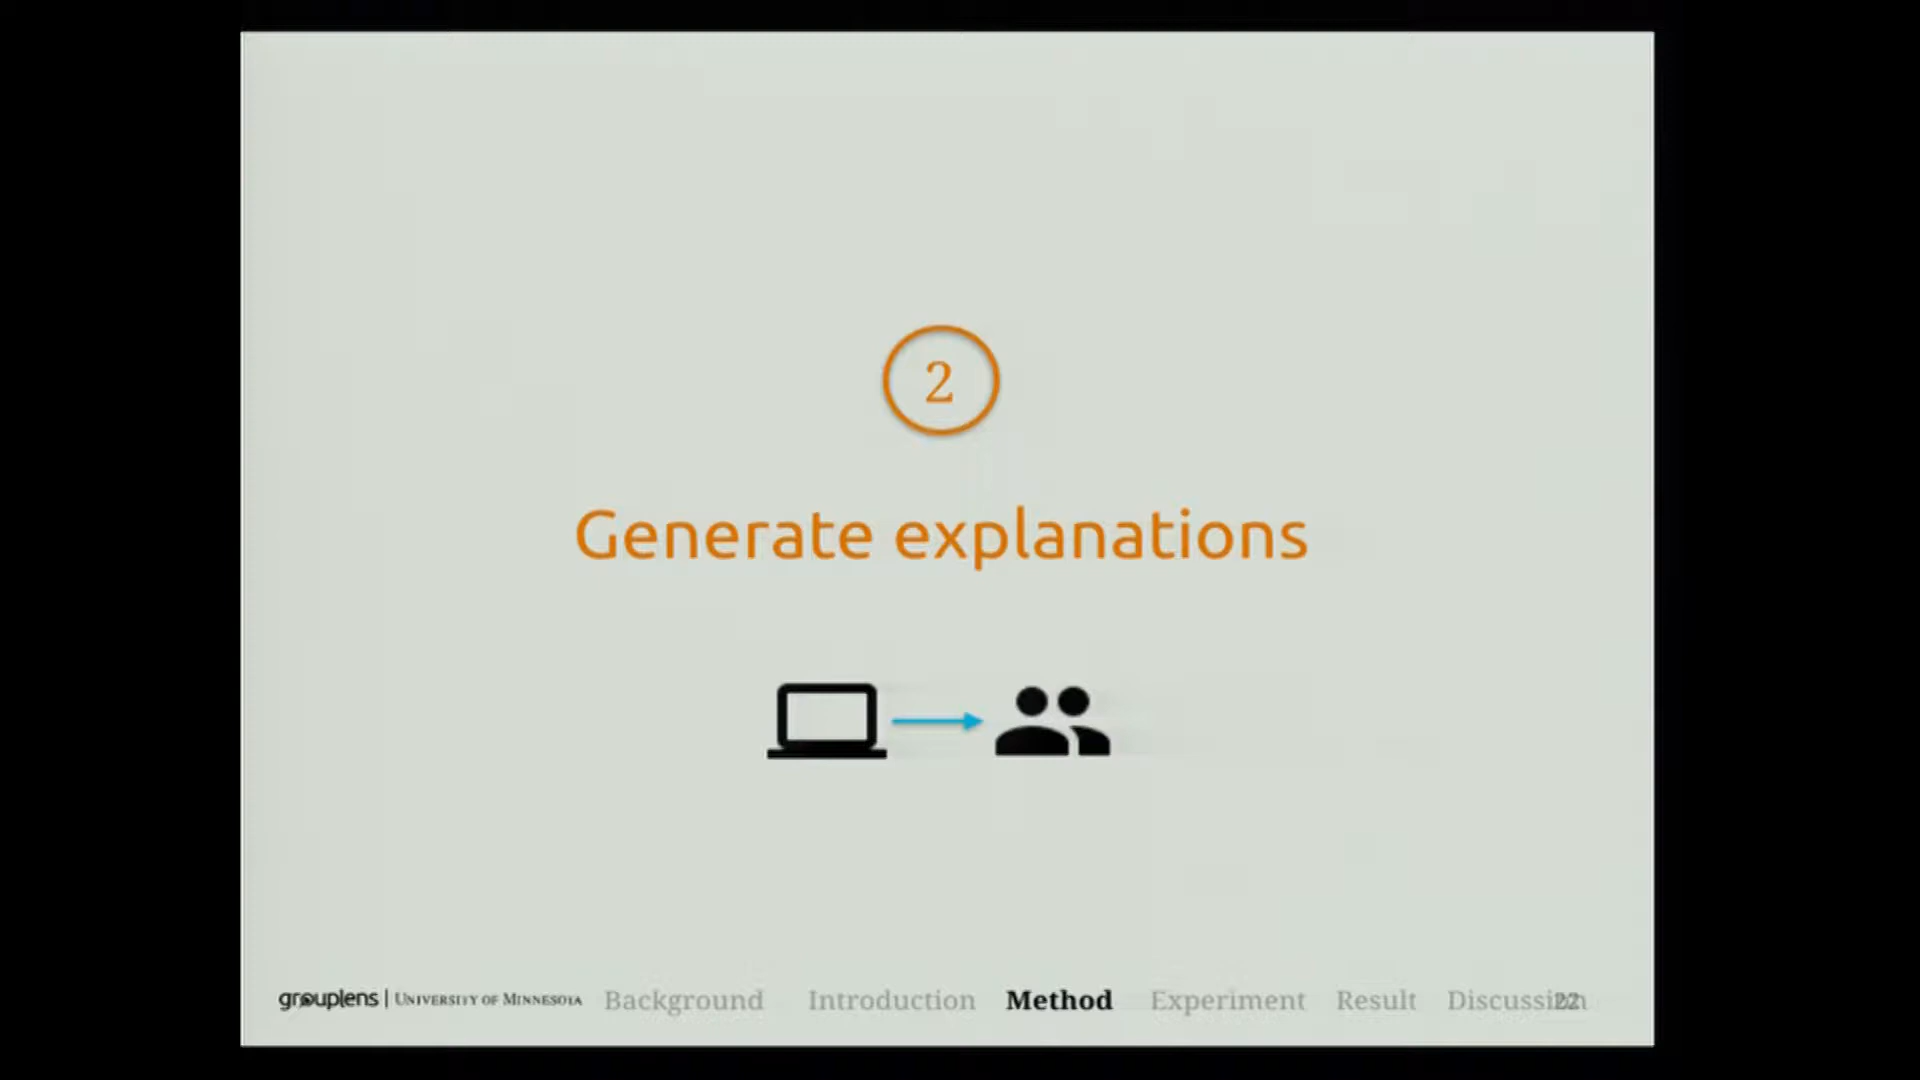 2
Generate explanations
grouplens | UNIVERSITY OF MINNESOTA Background Introduction Method Experiment Result Discussion 22